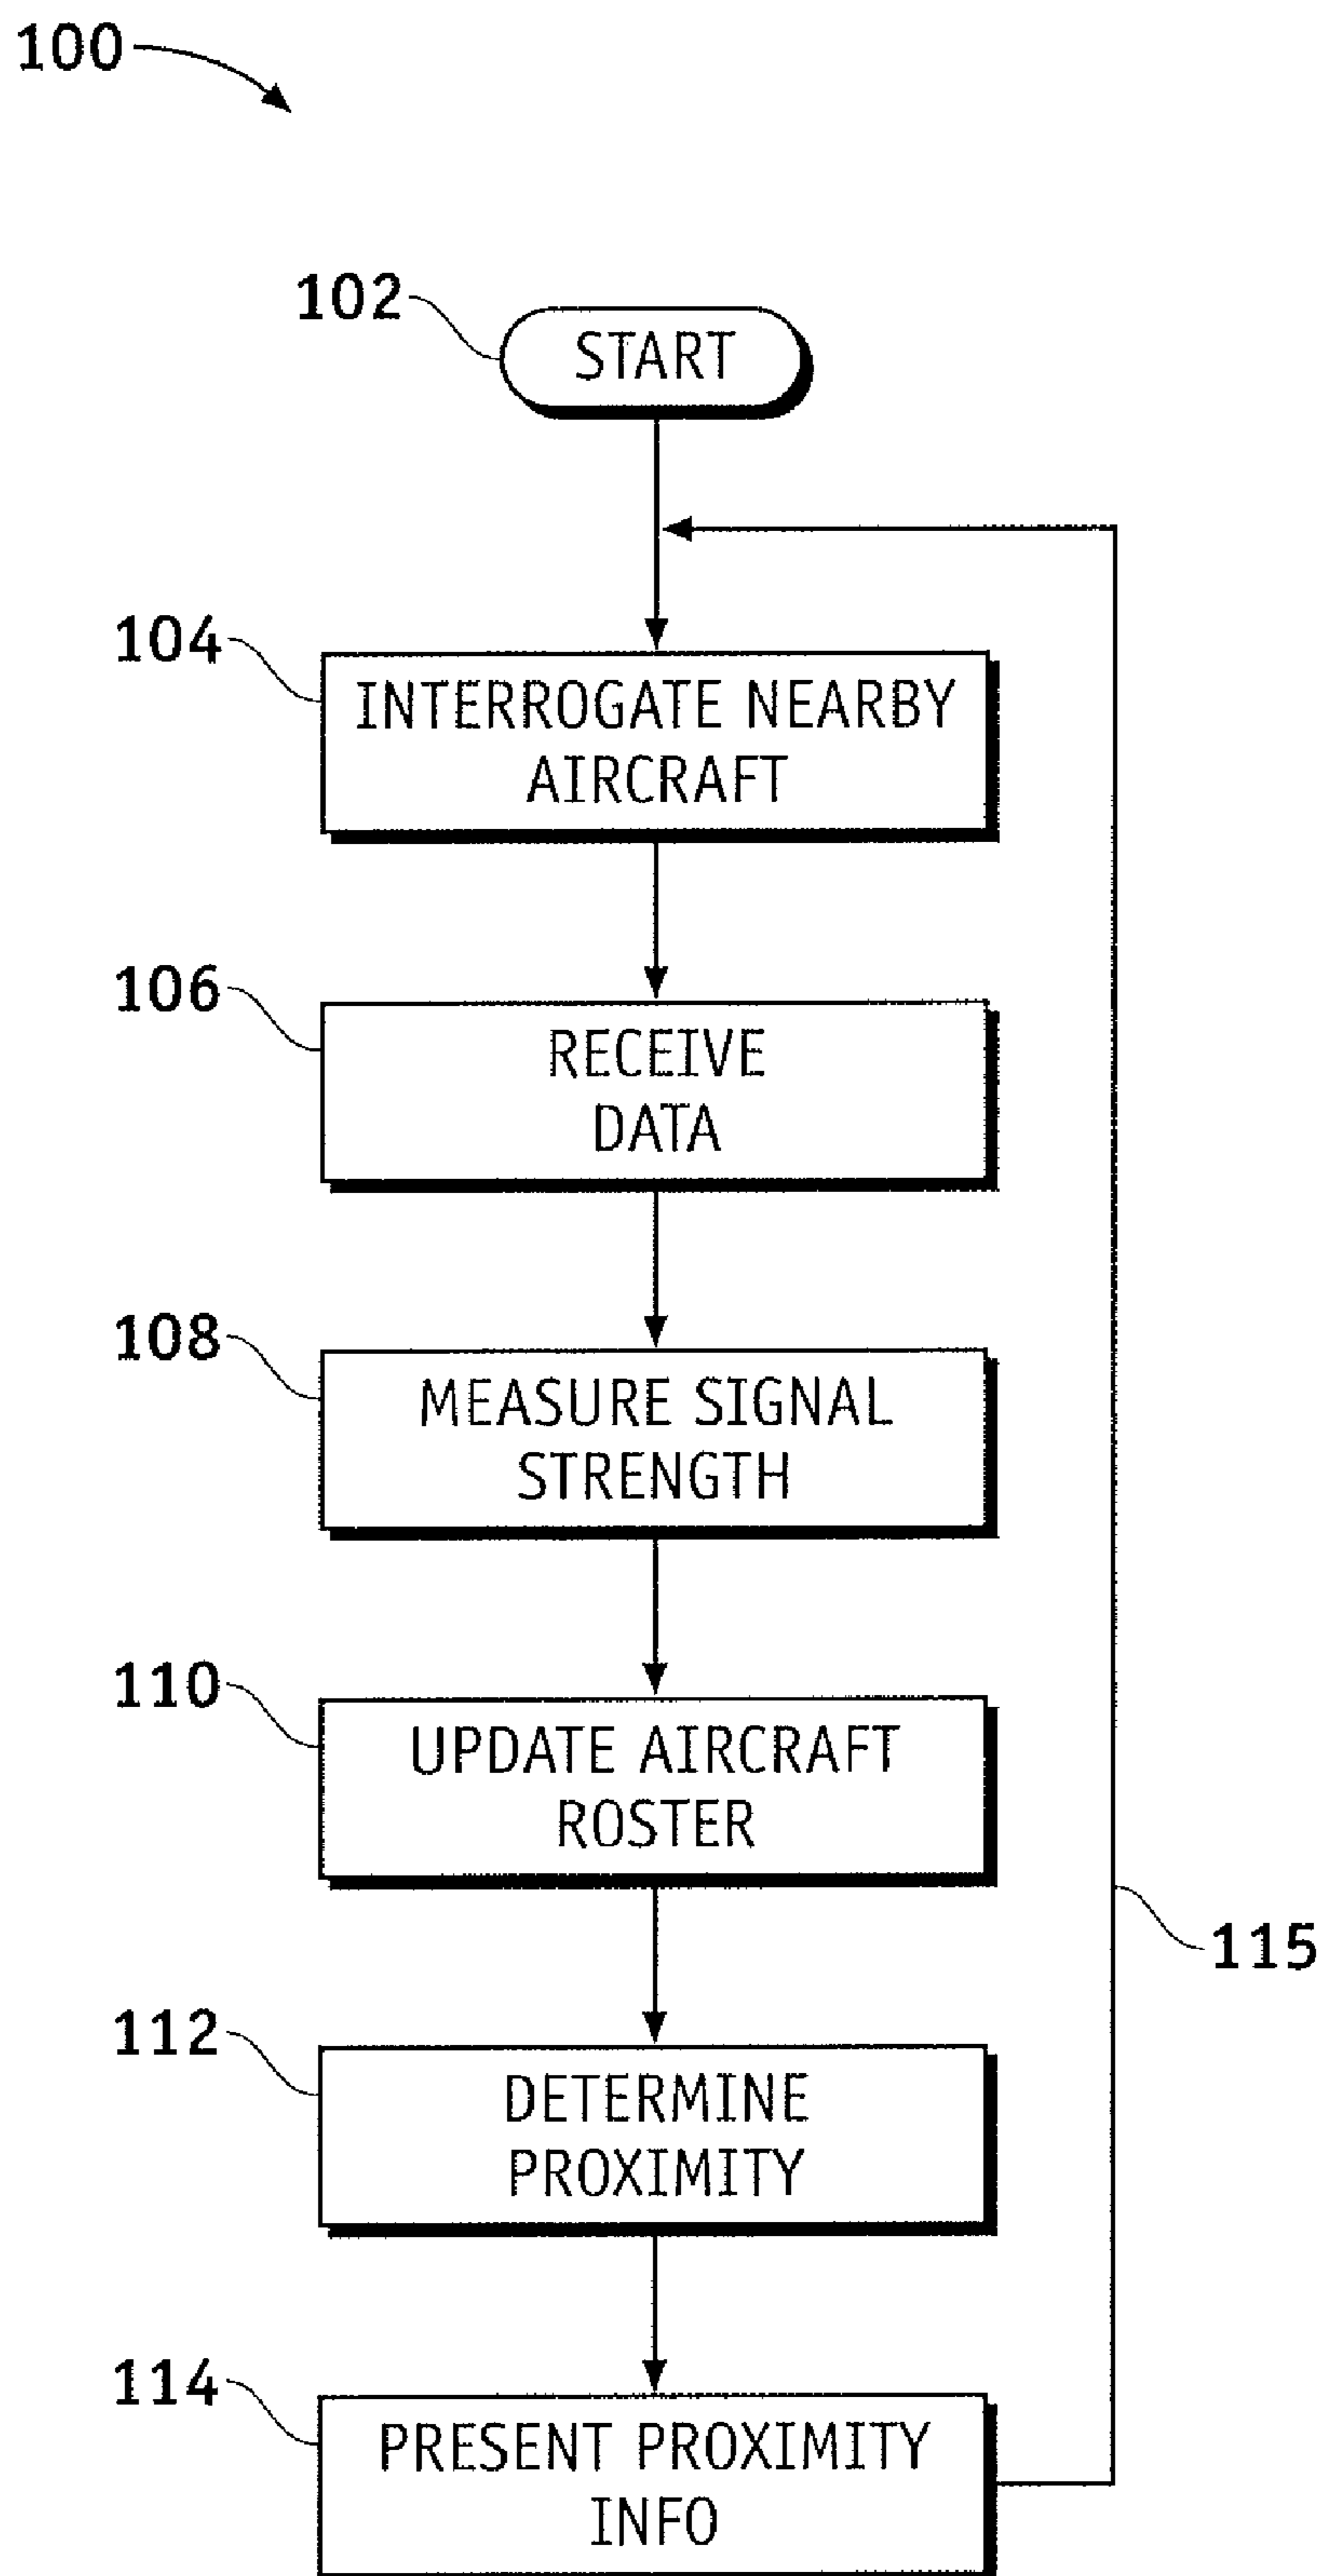 100
102
START
104
INTERROGATE NEARBY
AIRCRAFT
106
RECEIVE
DATA
108
MEASURE SIGNAL
STRENGTH
110
UPDATE AIRCRAFT
ROSTER
115
112
DETERMINE
PROXIMITY
114
PRESENT PROXIMITY
INFO